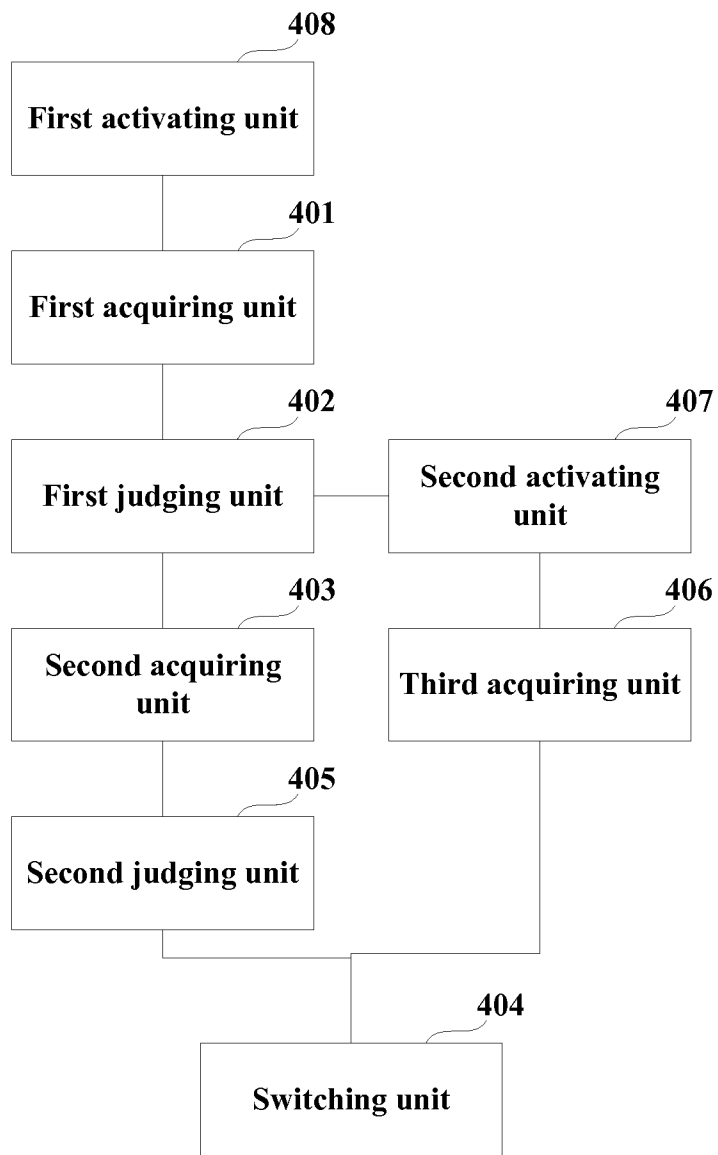 408
First activating unit
401
First acquiring unit
402
First judging unit
407
Second activating
unit
403
Second acquiring
unit
406
Third acquiring unit
405
Second judging unit
404
Switching unit